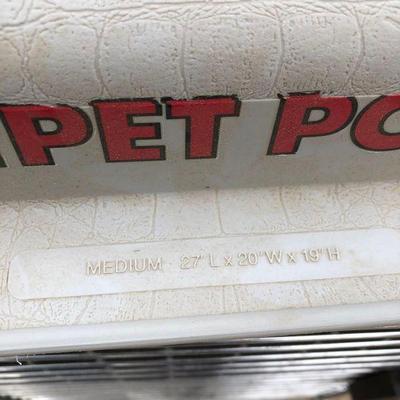 PET PO
MEDIUM 27" L x 20" W x 19" H